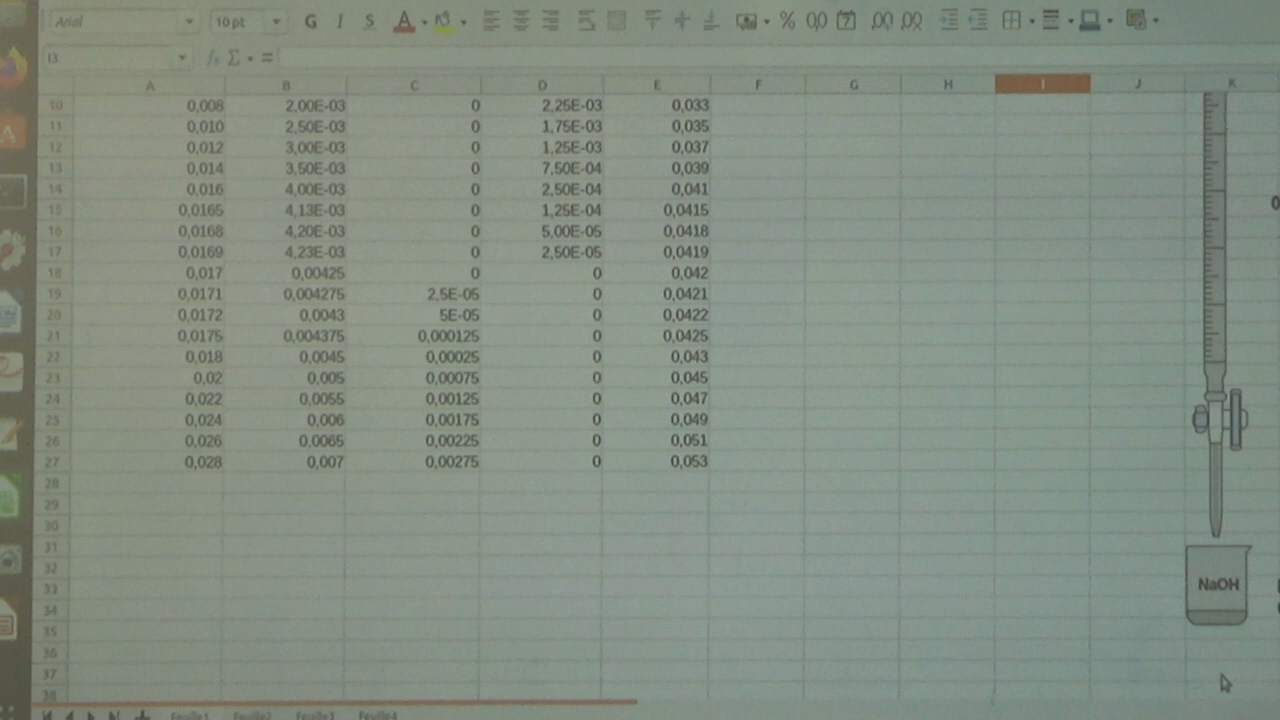 Arial 10 pt G I S A % 0,0 7 ,00 ,00
I3 fx Σ =
A B C D E F G H I J K
10 0,008 2,00E-03 0 2,25E-03 0,033
11 0,010 2,50E-03 0 1,75E-03 0,035
12 0,012 3,00E-03 0 1,25E-03 0,037
13 0,014 3,50E-03 0 7,50E-04 0,039
14 0,016 4,00E-03 0 2,50E-04 0,041
15 0,0165 4,13E-03 0 1,25E-04 0,0415
16 0,0168 4,20E-03 0 5,00E-05 0,0418
17 0,0169 4,23E-03 0 2,50E-05 0,0419
18 0,017 0,00425 0 0 0,042
19 0,0171 0,004275 2,5E-05 0 0,0421
20 0,0172 0,0043 5E-05 0 0,0422
21 0,0175 0,004375 0,000125 0 0,0425
22 0,018 0,0045 0,00025 0 0,043
23 0,02 0,005 0,00075 0 0,045
24 0,022 0,0055 0,00125 0 0,047
25 0,024 0,006 0,00175 0 0,049
26 0,026 0,0065 0,00225 0 0,051
27 0,028 0,007 0,00275 0 0,053
28
29
30
31
32
33
34
35
36
37
38
NaOH
Feuille1 Feuille2 Feuille3 Feuille4